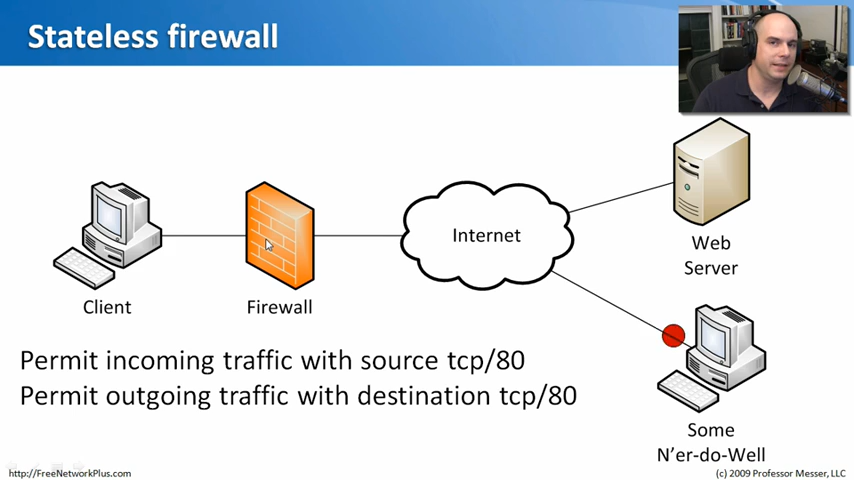 Stateless firewall
Internet
Web
Server
Client
Firewall
Permit incoming traffic with source tcp/80
Permit outgoing traffic with destination tcp/80
Some
N'er-do-Well
http://FreeNetworkPlus.com
(c) 2009 Professor Messer, LLC